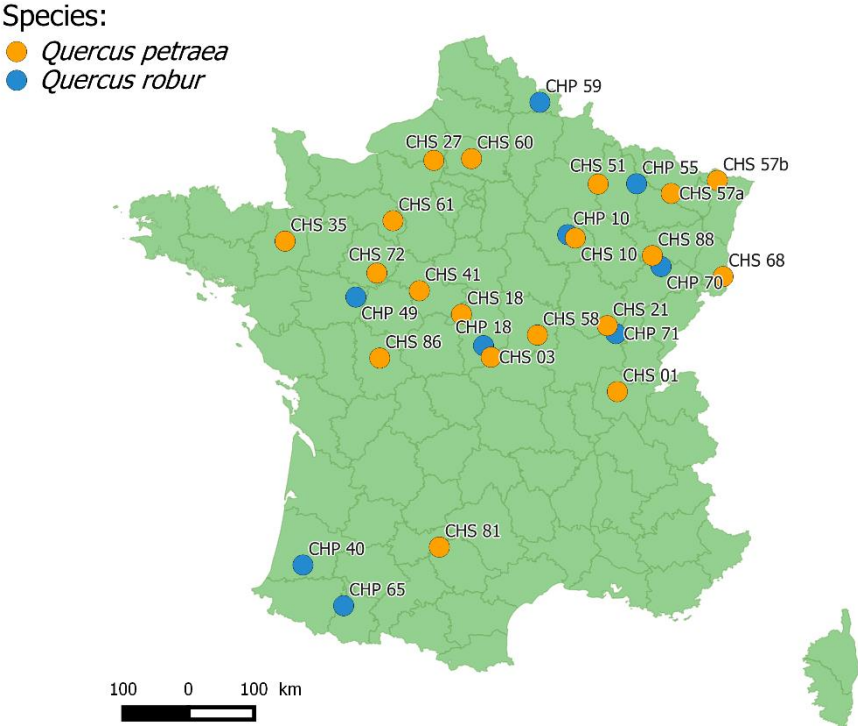 Species:
Quercus petraea
Quercus robur
CHP 59
CHS 27
CHS 60
CHS 51
CHP 55
CHS 57b
CHS 57a
CHS 61
CHS 35
CHP 10
CHS 10
CHS 88
CHS 68
CHP 70
CHS 72
CHS 41
CHP 49
CHS 18
CHS 21
CHP 18
CHS 58
CHP 71
CHS 86
CHS 03
CHS 01
CHS 81
CHP 40
CHP 65
100 0 100 km